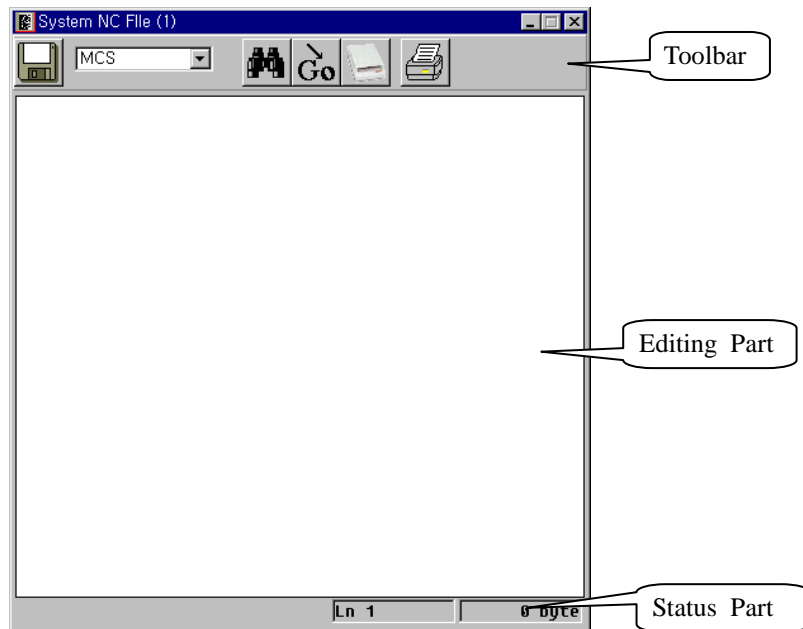 System NC FIle (1)
MCS
Go
Toolbar
Editing Part
Ln 1
0 byte
Status Part